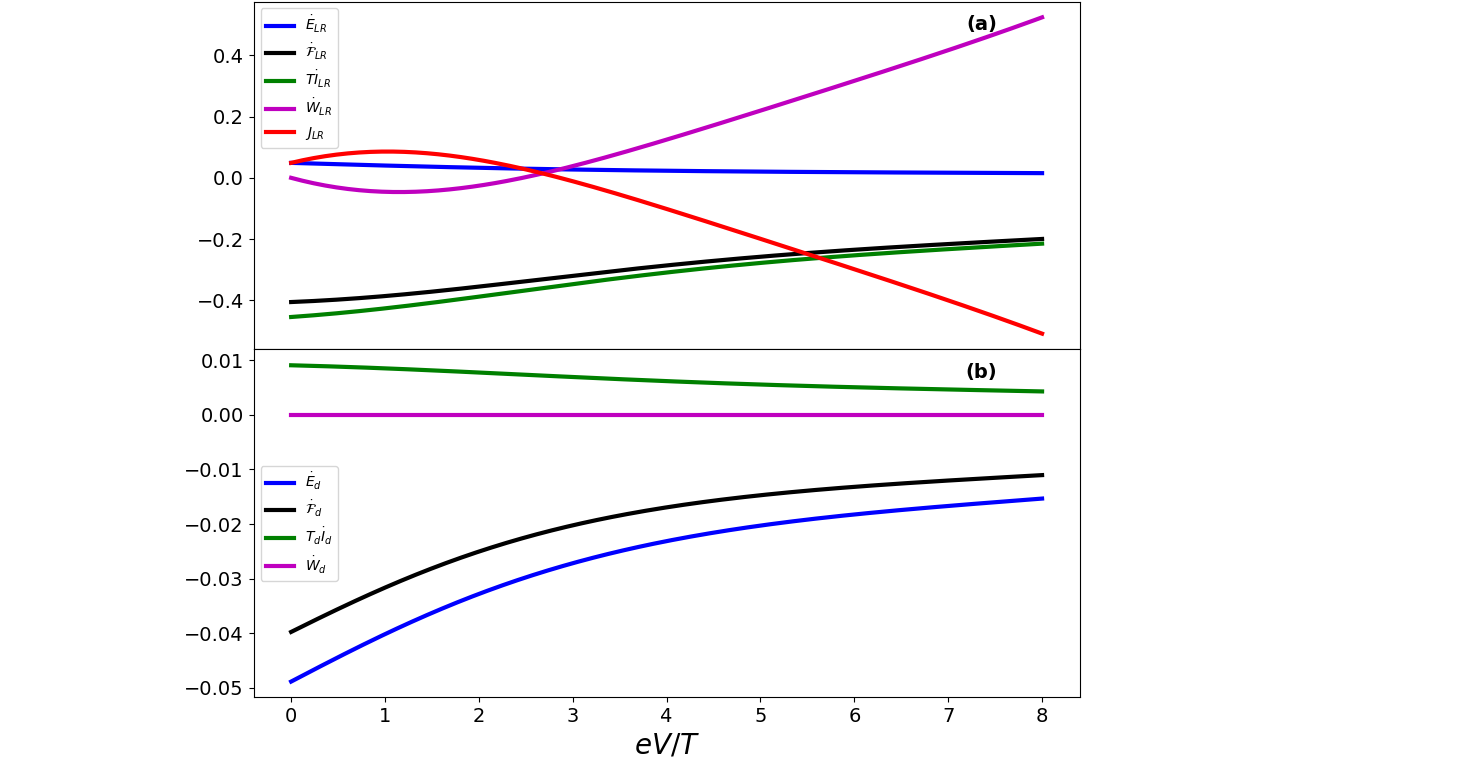 (a)
Ė_LR
Ḟ_LR
Tİ_LR
Ẇ_LR
J_LR
0.4
0.2
0.0
−0.2
−0.4
(b)
0.01
0.00
−0.01
−0.02
−0.03
−0.04
−0.05
Ė_d
Ḟ_d
T_dİ_d
Ẇ_d
0 1 2 3 4 5 6 7 8
eV/T